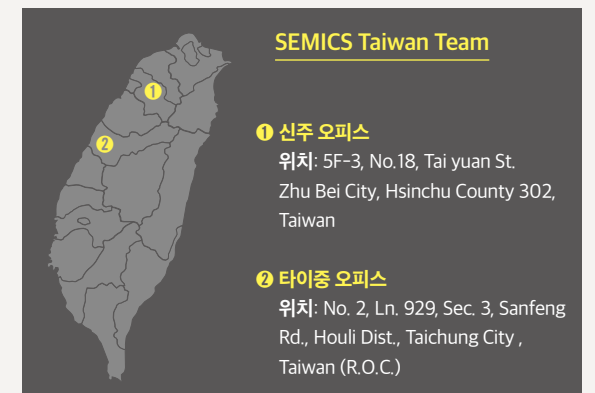 SEMICS Taiwan Team
❶
❷
❶ 신주 오피스
위치: 5F-3, No.18, Tai yuan St.
Zhu Bei City, Hsinchu County 302,
Taiwan
❷ 타이중 오피스
위치: No. 2, Ln. 929, Sec. 3, Sanfeng
Rd., Houli Dist., Taichung City ,
Taiwan (R.O.C.)